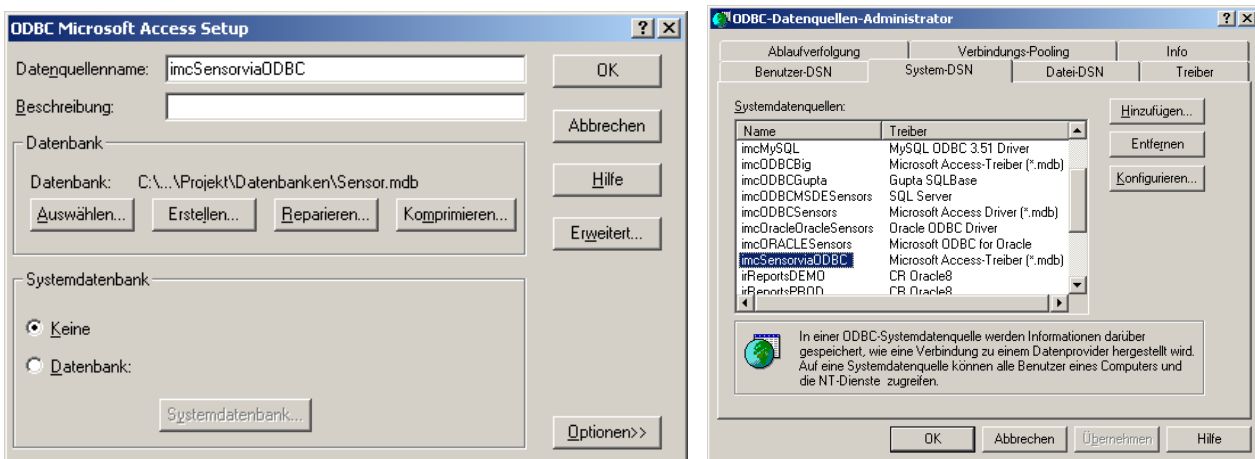 ODBC Microsoft Access Setup
Datenquellenname: imcSensorviaODBC
OK
Beschreibung:
Abbrechen
Datenbank
Datenbank: C:\...\Projekt\Datenbanken\Sensor.mdb
Hilfe
Auswählen... Erstellen... Reparieren... Komprimieren...
Erweitert...
Systemdatenbank
Keine
Datenbank:
Systemdatenbank...
Optionen>>
ODBC-Datenquellen-Administrator
Ablaufverfolgung Verbindungs-Pooling Info
Benutzer-DSN System-DSN Datei-DSN Treiber
Systemdatenquellen:
Hinzufügen...
Name Treiber
imcMySQL MySQL ODBC 3.51 Driver
Entfernen
imcODBCBig Microsoft Access-Treiber (*.mdb)
imcODBCGupta Gupta SQLBase
Konfigurieren...
imcODBCMSDESensors SQL Server
imcODBCSensors Microsoft Access Driver (*.mdb)
imcOracleOracleSensors Oracle ODBC Driver
imcORACLESensors Microsoft ODBC for Oracle
imcSensorviaODBC Microsoft Access-Treiber (*.mdb)
irReportsDEMO CR Oracle8
irReportsPROD CR Oracle8
In einer ODBC-Systemdatenquelle werden Informationen darüber
gespeichert, wie eine Verbindung zu einem Datenprovider hergestellt wird.
Auf eine Systemdatenquelle können alle Benutzer eines Computers und
die NT-Dienste zugreifen.
OK Abbrechen Übernehmen Hilfe